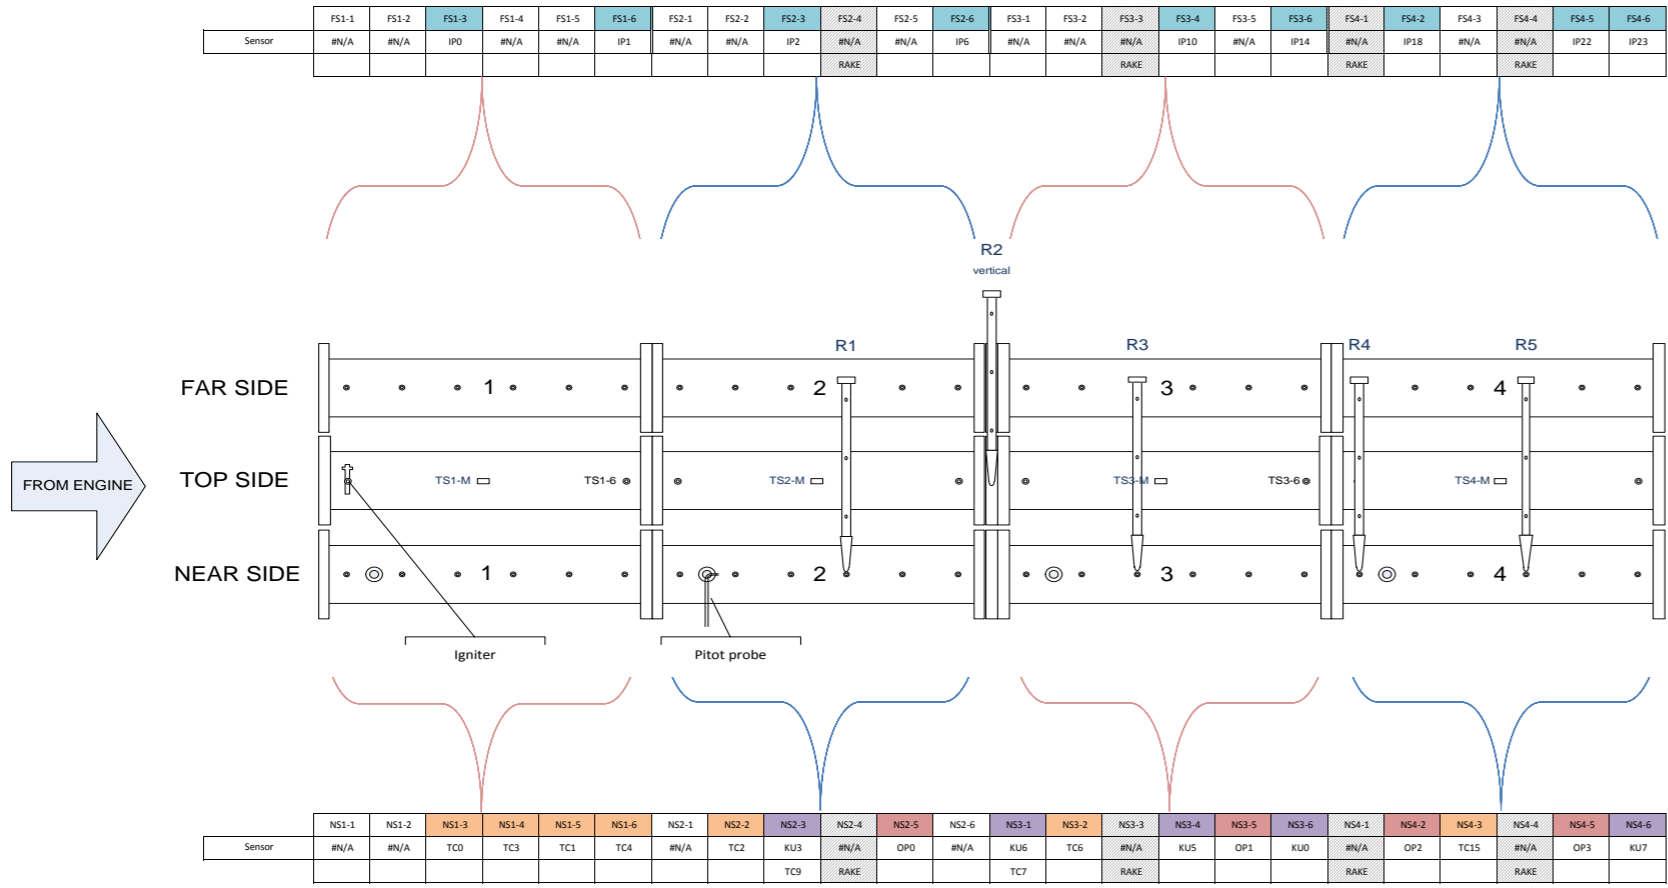 FS1-1 FS1-2 FS1-3 FS1-4 FS1-5 FS1-6 FS2-1 FS2-2 FS2-3 FS2-4 FS2-5 FS2-6 FS3-1 FS3-2 FS3-3 FS3-4 FS3-5 FS3-6 FS4-1 FS4-2 FS4-3 FS4-4 FS4-5 FS4-6
Sensor #N/A #N/A IP0 #N/A #N/A IP1 #N/A #N/A IP2 #N/A #N/A IP6 #N/A #N/A #N/A IP10 #N/A IP14 #N/A IP18 #N/A #N/A IP22 IP23
RAKE RAKE RAKE RAKE
R2
vertical
R1 R3 R4 R5
FAR SIDE 1 2 3 4
FROM ENGINE
TOP SIDE TS1-M TS1-6 TS2-M TS3-M TS3-6 TS4-M
NEAR SIDE 1 2 3 4
Igniter Pitot probe
NS1-1 NS1-2 NS1-3 NS1-4 NS1-5 NS1-6 NS2-1 NS2-2 NS2-3 NS2-4 NS2-5 NS2-6 NS3-1 NS3-2 NS3-3 NS3-4 NS3-5 NS3-6 NS4-1 NS4-2 NS4-3 NS4-4 NS4-5 NS4-6
Sensor #N/A #N/A TC0 TC3 TC1 TC4 #N/A TC2 KU3 #N/A OP0 #N/A KU6 TC6 #N/A KU5 OP1 KU0 #N/A OP2 TC15 #N/A OP3 KU7
TC9 RAKE TC7 RAKE RAKE RAKE